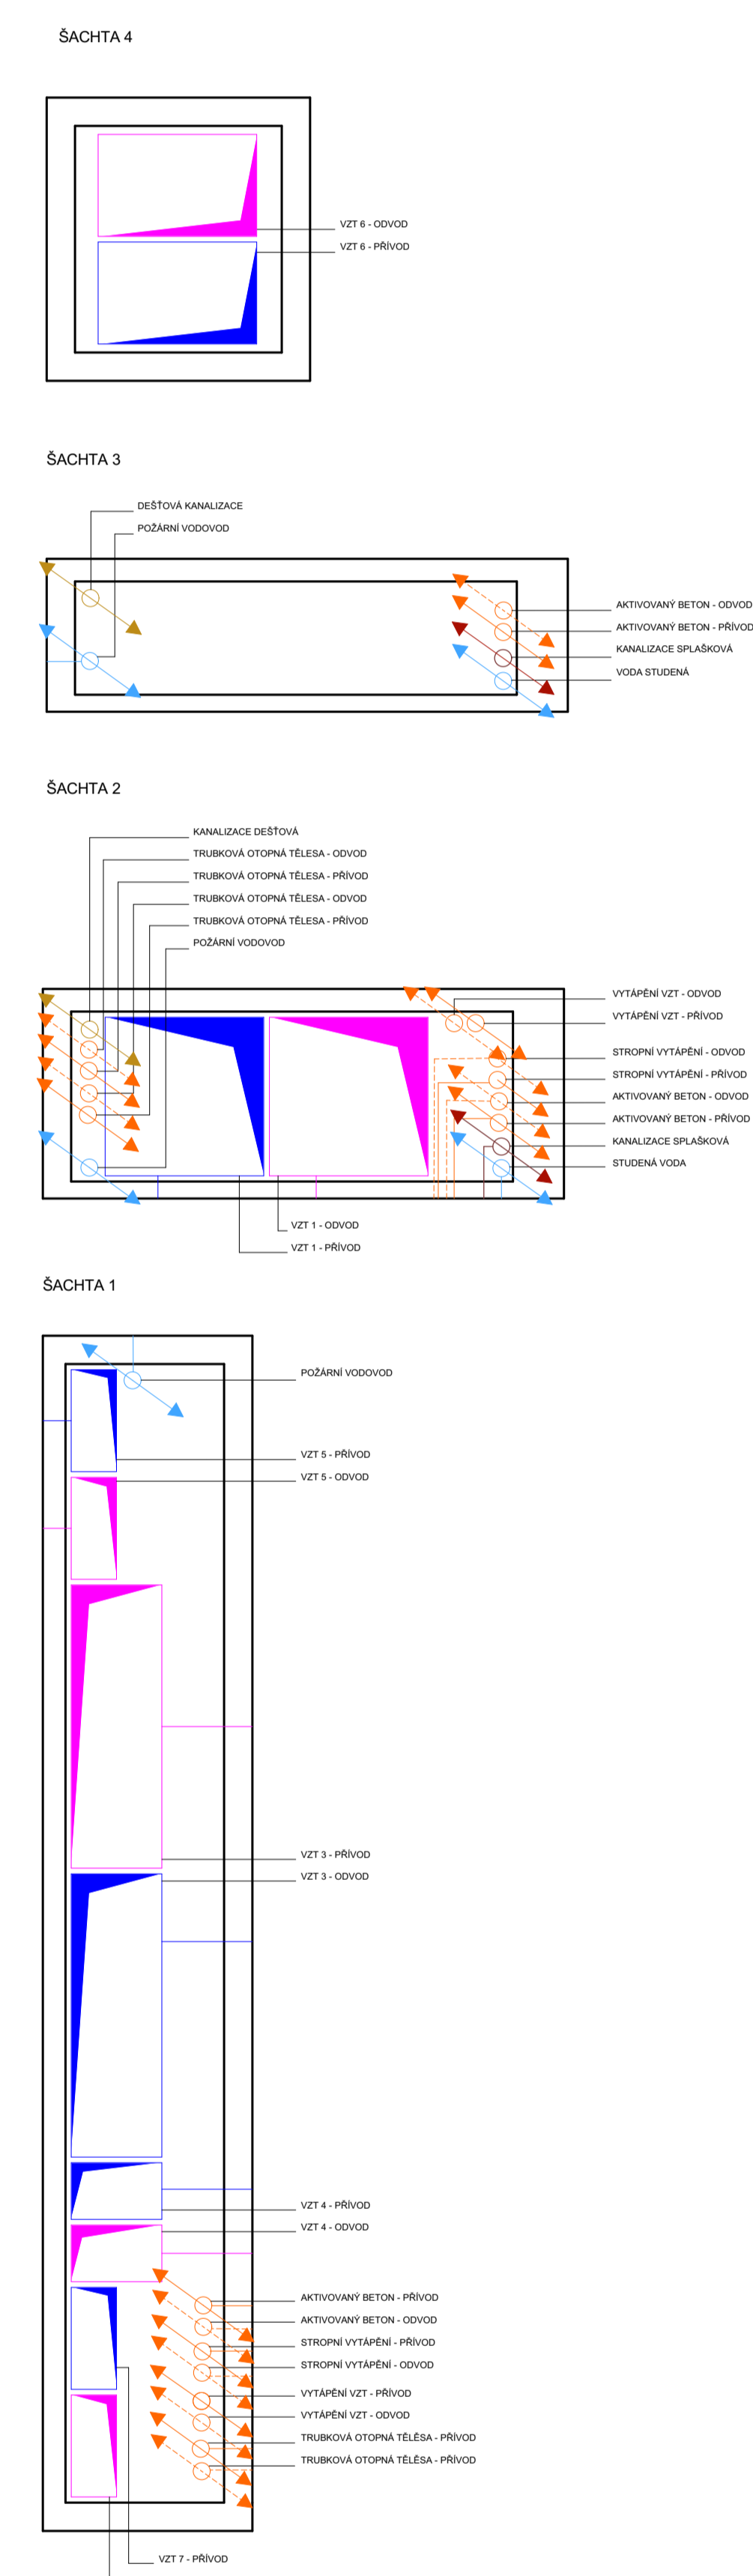 ŠACHTA 4
VZT 6 - ODVOD
VZT 6 - PŘÍVOD
ŠACHTA 3
DEŠŤOVÁ KANALIZACE
POŽÁRNÍ VODOVOD
AKTIVOVANÝ BETON - ODVOD
AKTIVOVANÝ BETON - PŘÍVOD
KANALIZACE SPLAŠKOVÁ
VODA STUDENÁ
ŠACHTA 2
KANALIZACE DEŠŤOVÁ
TRUBKOVÁ OTOPNÁ TĚLESA - ODVOD
TRUBKOVÁ OTOPNÁ TĚLESA - PŘÍVOD
TRUBKOVÁ OTOPNÁ TĚLESA - ODVOD
TRUBKOVÁ OTOPNÁ TĚLESA - PŘÍVOD
POŽÁRNÍ VODOVOD
VYTÁPĚNÍ VZT - ODVOD
VYTÁPĚNÍ VZT - PŘÍVOD
STROPNÍ VYTÁPĚNÍ - ODVOD
STROPNÍ VYTÁPĚNÍ - PŘÍVOD
AKTIVOVANÝ BETON - ODVOD
AKTIVOVANÝ BETON - PŘÍVOD
KANALIZACE SPLAŠKOVÁ
STUDENÁ VODA
VZT 1 - ODVOD
VZT 1 - PŘÍVOD
ŠACHTA 1
POŽÁRNÍ VODOVOD
VZT 5 - PŘÍVOD
VZT 5 - ODVOD
VZT 3 - PŘÍVOD
VZT 3 - ODVOD
VZT 4 - PŘÍVOD
VZT 4 - ODVOD
AKTIVOVANÝ BETON - PŘÍVOD
AKTIVOVANÝ BETON - ODVOD
STROPNÍ VYTÁPĚNÍ - PŘÍVOD
STROPNÍ VYTÁPĚNÍ - ODVOD
VYTÁPĚNÍ VZT - PŘÍVOD
VYTÁPĚNÍ VZT - ODVOD
TRUBKOVÁ OTOPNÁ TĚLĚSA - PŘÍVOD
TRUBKOVÁ OTOPNÁ TĚLĚSA - PŘÍVOD
VZT 7 - PŘÍVOD